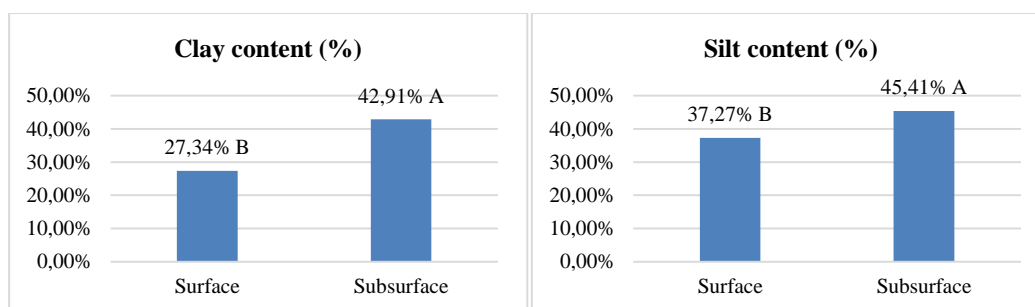 Clay content (%)
50,00%
40,00%
30,00%
20,00%
10,00%
0,00%
27,34% B
42,91% A
Surface
Subsurface
Silt content (%)
50,00%
40,00%
30,00%
20,00%
10,00%
0,00%
37,27% B
45,41% A
Surface
Subsurface